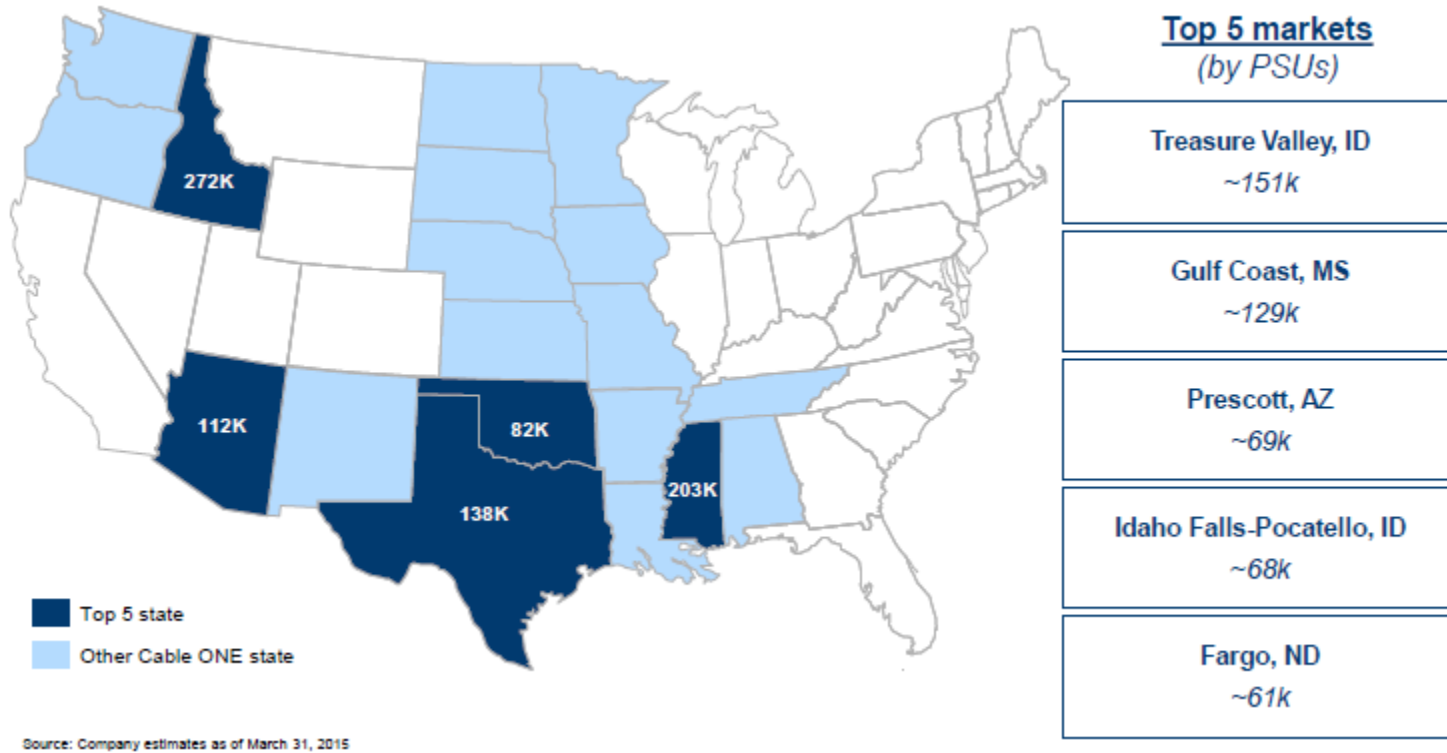 272K
112K
82K
138K
203K
Top 5 state
Other Cable ONE state
Source: Company estimates as of March 31, 2015
Top 5 markets
(by PSUs)
Treasure Valley, ID
~151k
Gulf Coast, MS
~129k
Prescott, AZ
~69k
Idaho Falls-Pocatello, ID
~68k
Fargo, ND
~61k